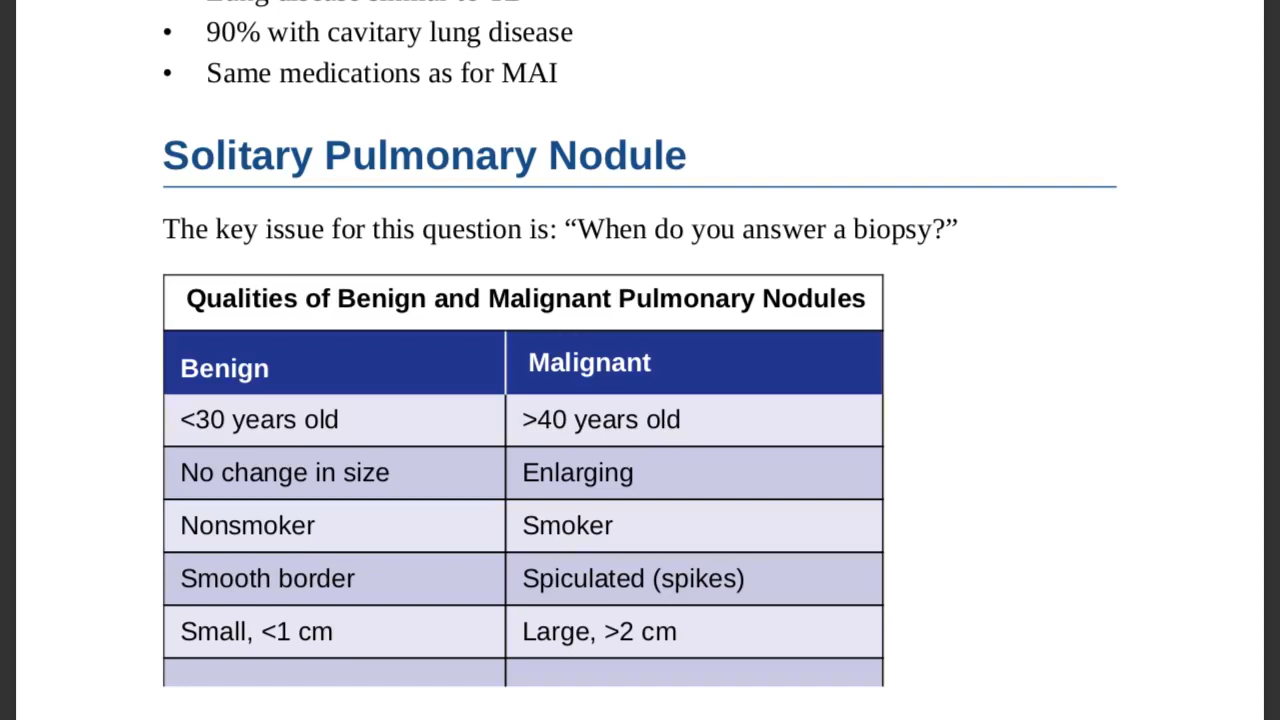 • 90% with cavitary lung disease
• Same medications as for MAI
Solitary Pulmonary Nodule
The key issue for this question is: “When do you answer a biopsy?”
Qualities of Benign and Malignant Pulmonary Nodules
Benign Malignant
<30 years old >40 years old
No change in size Enlarging
Nonsmoker Smoker
Smooth border Spiculated (spikes)
Small, <1 cm Large, >2 cm